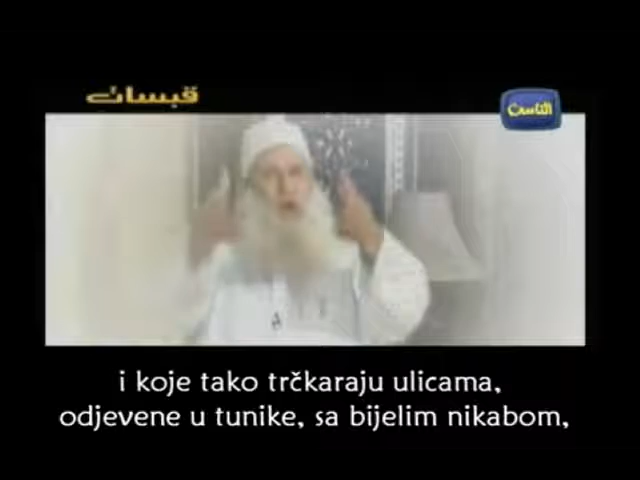 قبسات
الناس
i koje tako trčkaraju ulicama,
odjevene u tunike, sa bijelim nikabom,